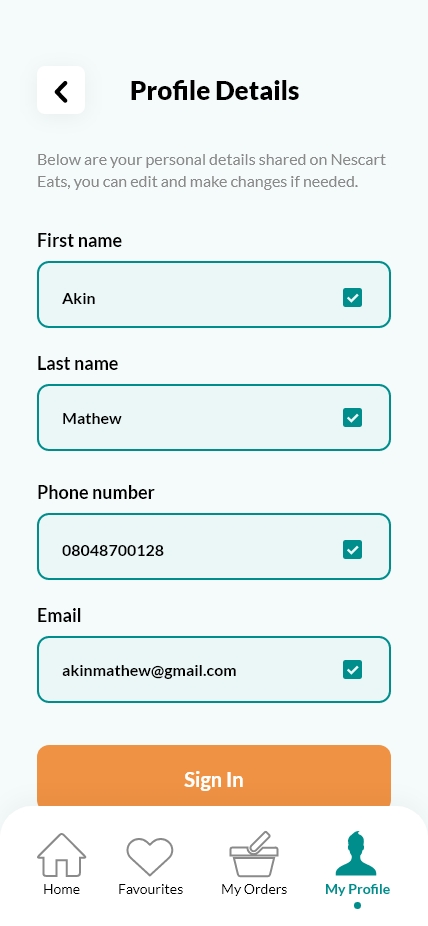 Profile Details
Below are your personal details shared on Nescart
Eats, you can edit and make changes if needed.
First name
Akin
Last name
Mathew
Phone number
08048700128
Email
akinmathew@gmail.com
Sign In
Home
Favourites
My Orders
My Profile